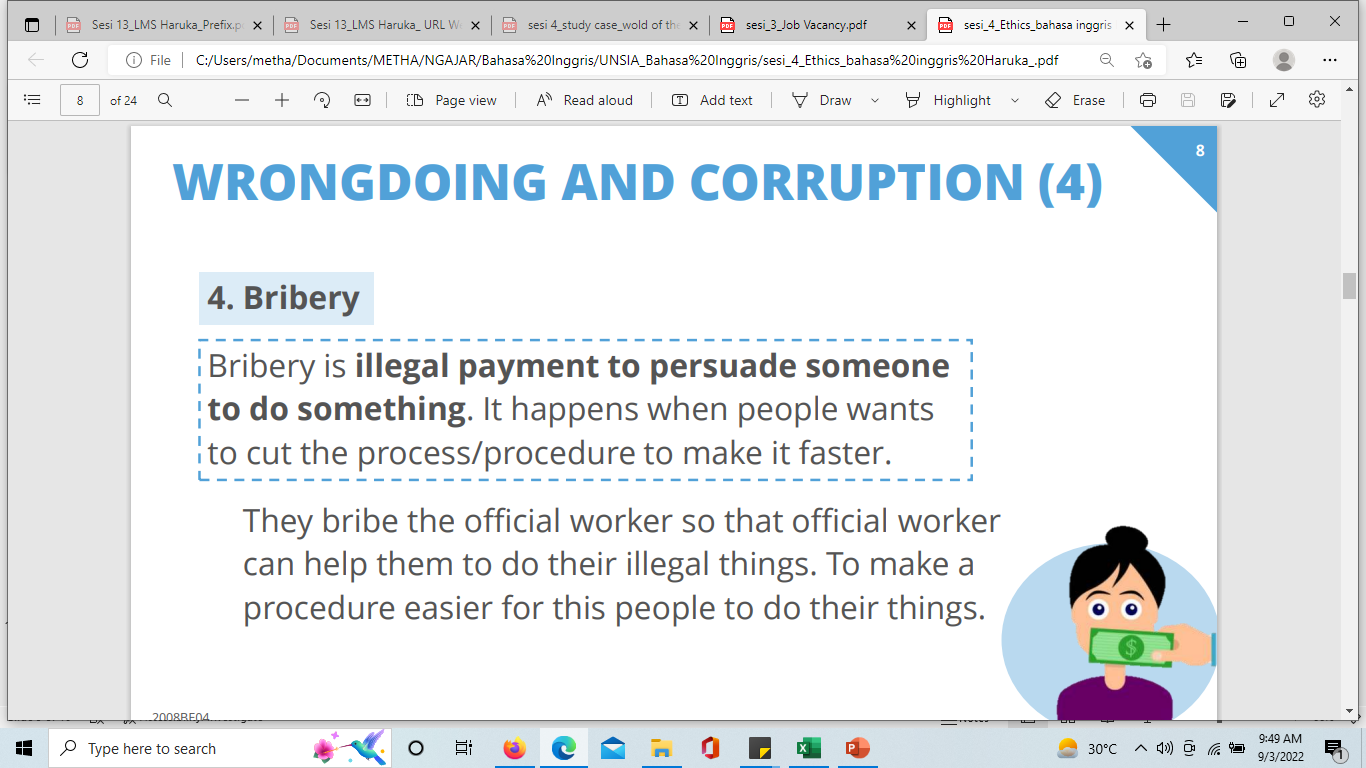 Sesi 13_LMS Haruka_Prefix.p
Sesi 13_LMS Haruka_ URL W
sesi 4_study case_wold of the
sesi_3_Job Vacancy.pdf
sesi_4_Ethics_bahasa inggris
File
C:/Users/metha/Documents/METHA/NGAJAR/Bahasa%20Inggris/UNSIA_Bahasa%20Inggris/sesi_4_Ethics_bahasa%20inggris%20Haruka_.pdf
8 of 24
Page view
Read aloud
Add text
Draw
Highlight
Erase
8
WRONGDOING AND CORRUPTION (4)
4. Bribery
Bribery is illegal payment to persuade someone
to do something. It happens when people wants
to cut the process/procedure to make it faster.
They bribe the official worker so that official worker
can help them to do their illegal things. To make a
procedure easier for this people to do their things.
2008BE04
Type here to search
30°C
9:49 AM
9/3/2022
1